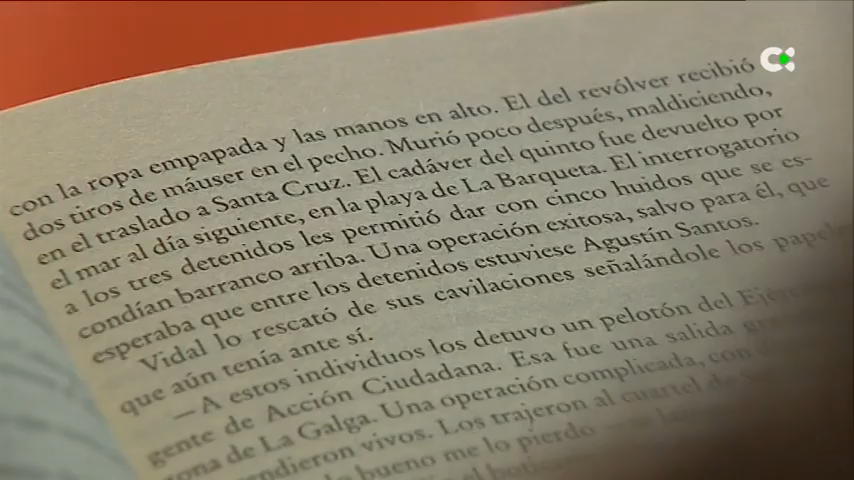 con la ropa empapada y las manos en alto. El del revólver recibió
dos tiros de máuser en el pecho. Murió poco después, maldiciendo,
en el traslado a Santa Cruz. El cadáver del quinto fue devuelto por
el mar al día siguiente, en la playa de La Barqueta. El interrogatorio
a los tres detenidos les permitió dar con cinco huidos que se es-
condían barranco arriba. Una operación exitosa, salvo para él, que
esperaba que entre los detenidos estuviese Agustín Santos.
Vidal lo rescató de sus cavilaciones señalándole los papeles
que aún tenía ante sí.
—A estos individuos los detuvo un pelotón del
gente de Acción Ciudadana. Esa fue una salida
zona de La Galga. Una operación complicada, con
rendieron vivos. Los trajeron al cuartel de
bueno me lo pierdo